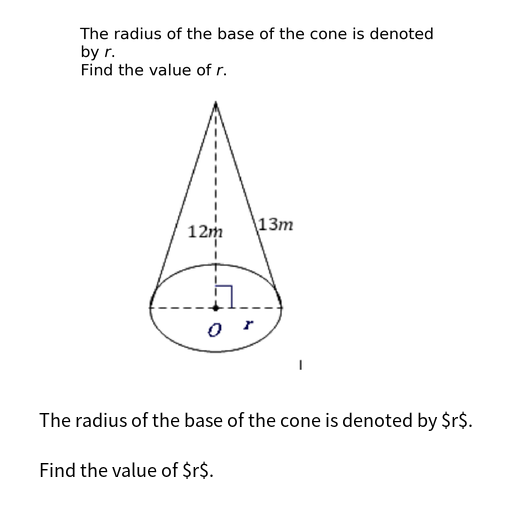 The radius of the base of the cone is denoted
by r.
Find the value of r.
12m
13m
O r
The radius of the base of the cone is denoted by $r$.
Find the value of $r$.